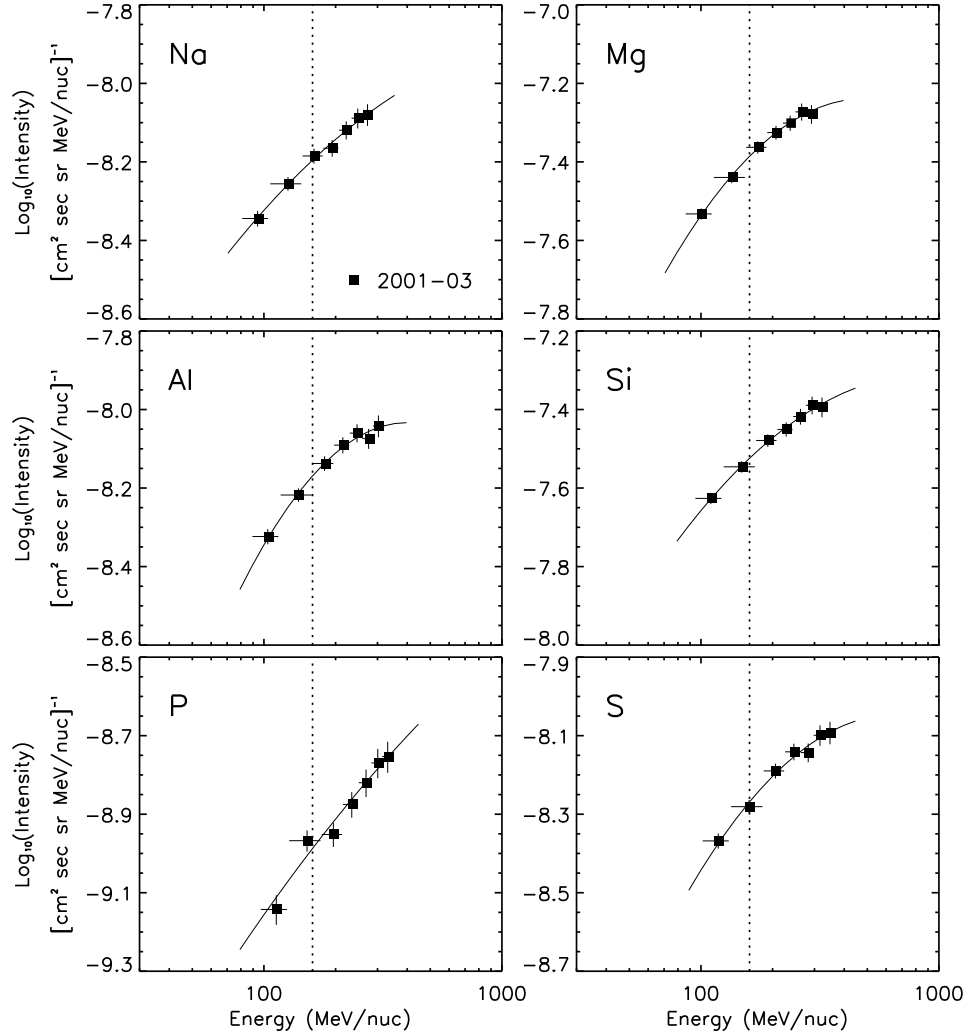 −7.8
−8.0
−8.2
−8.4
−8.6
Na
■ 2001−03
Log₁₀(Intensity)
[cm² sec sr MeV/nuc]⁻¹
−7.0
−7.2
−7.4
−7.6
−7.8
Mg
−7.8
−8.0
−8.2
−8.4
−8.6
Al
Log₁₀(Intensity)
[cm² sec sr MeV/nuc]⁻¹
−7.2
−7.4
−7.6
−7.8
−8.0
Si
−8.5
−8.7
−8.9
−9.1
−9.3
P
Log₁₀(Intensity)
[cm² sec sr MeV/nuc]⁻¹
100 1000
Energy (MeV/nuc)
−7.9
−8.1
−8.3
−8.5
−8.7
S
100 1000
Energy (MeV/nuc)